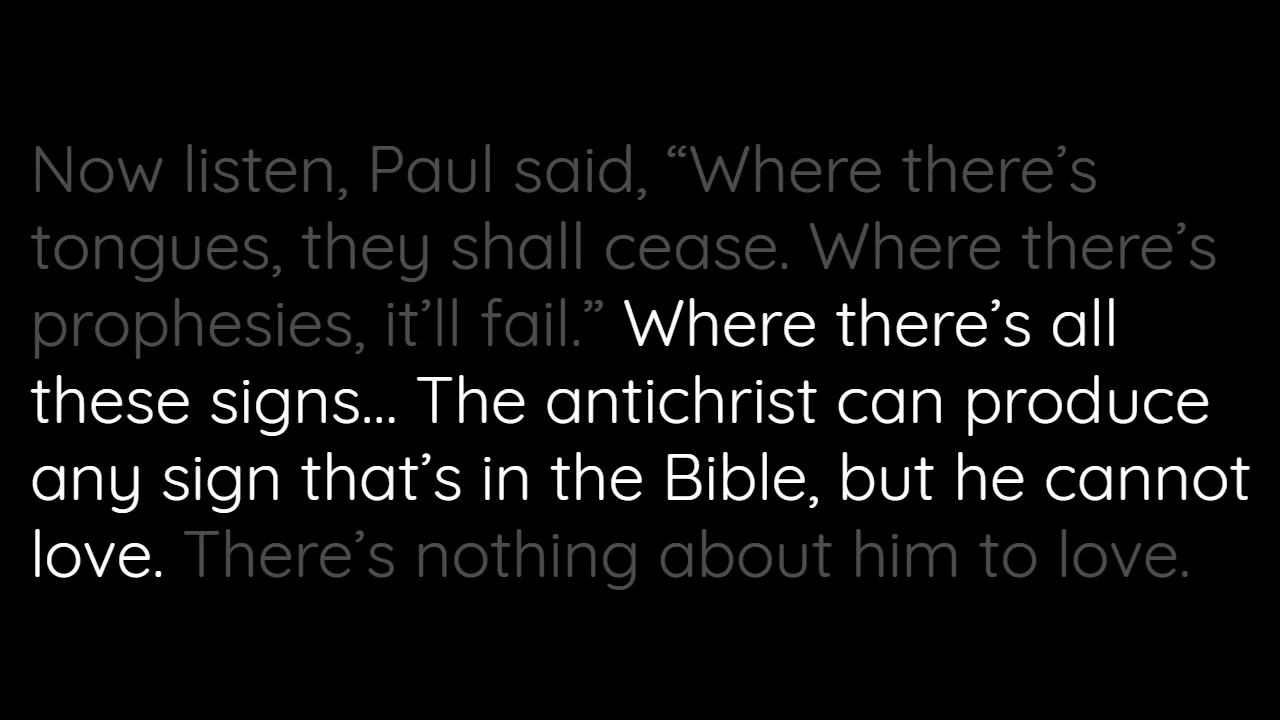 Now listen, Paul said, “Where there’s
tongues, they shall cease. Where there’s
prophesies, it’ll fail.” Where there’s all
these signs... The antichrist can produce
any sign that’s in the Bible, but he cannot
love. There’s nothing about him to love.